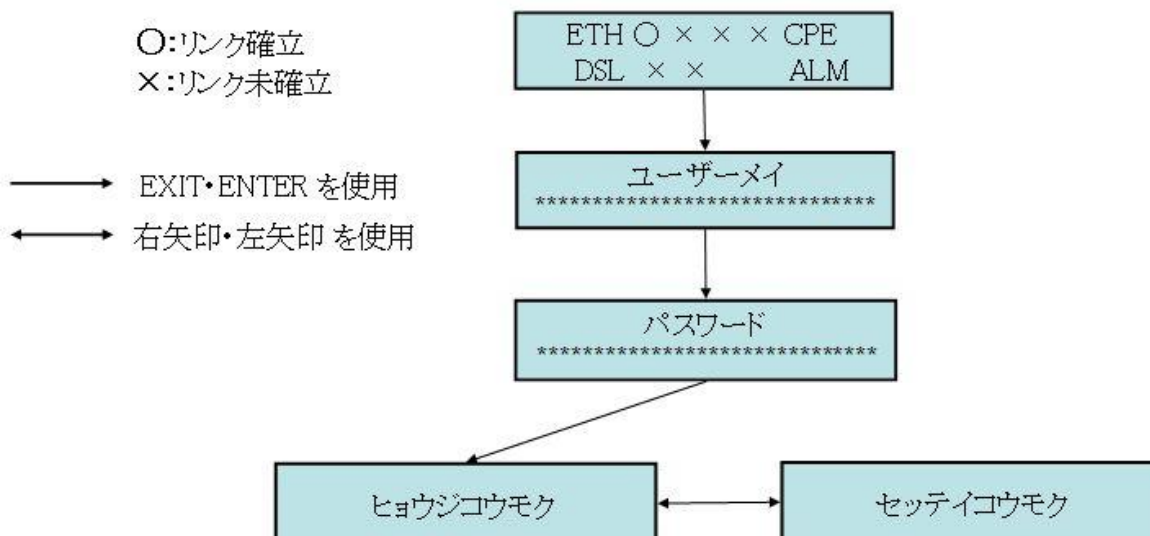 ○:リンク確立
×:リンク未確立
EXIT・ENTER を使用
右矢印・左矢印 を使用
ETH ○ × × × CPE
DSL × × ALM
ユーザーメイ
******************************
パスワード
******************************
ヒョウジコウモク
セッテイコウモク